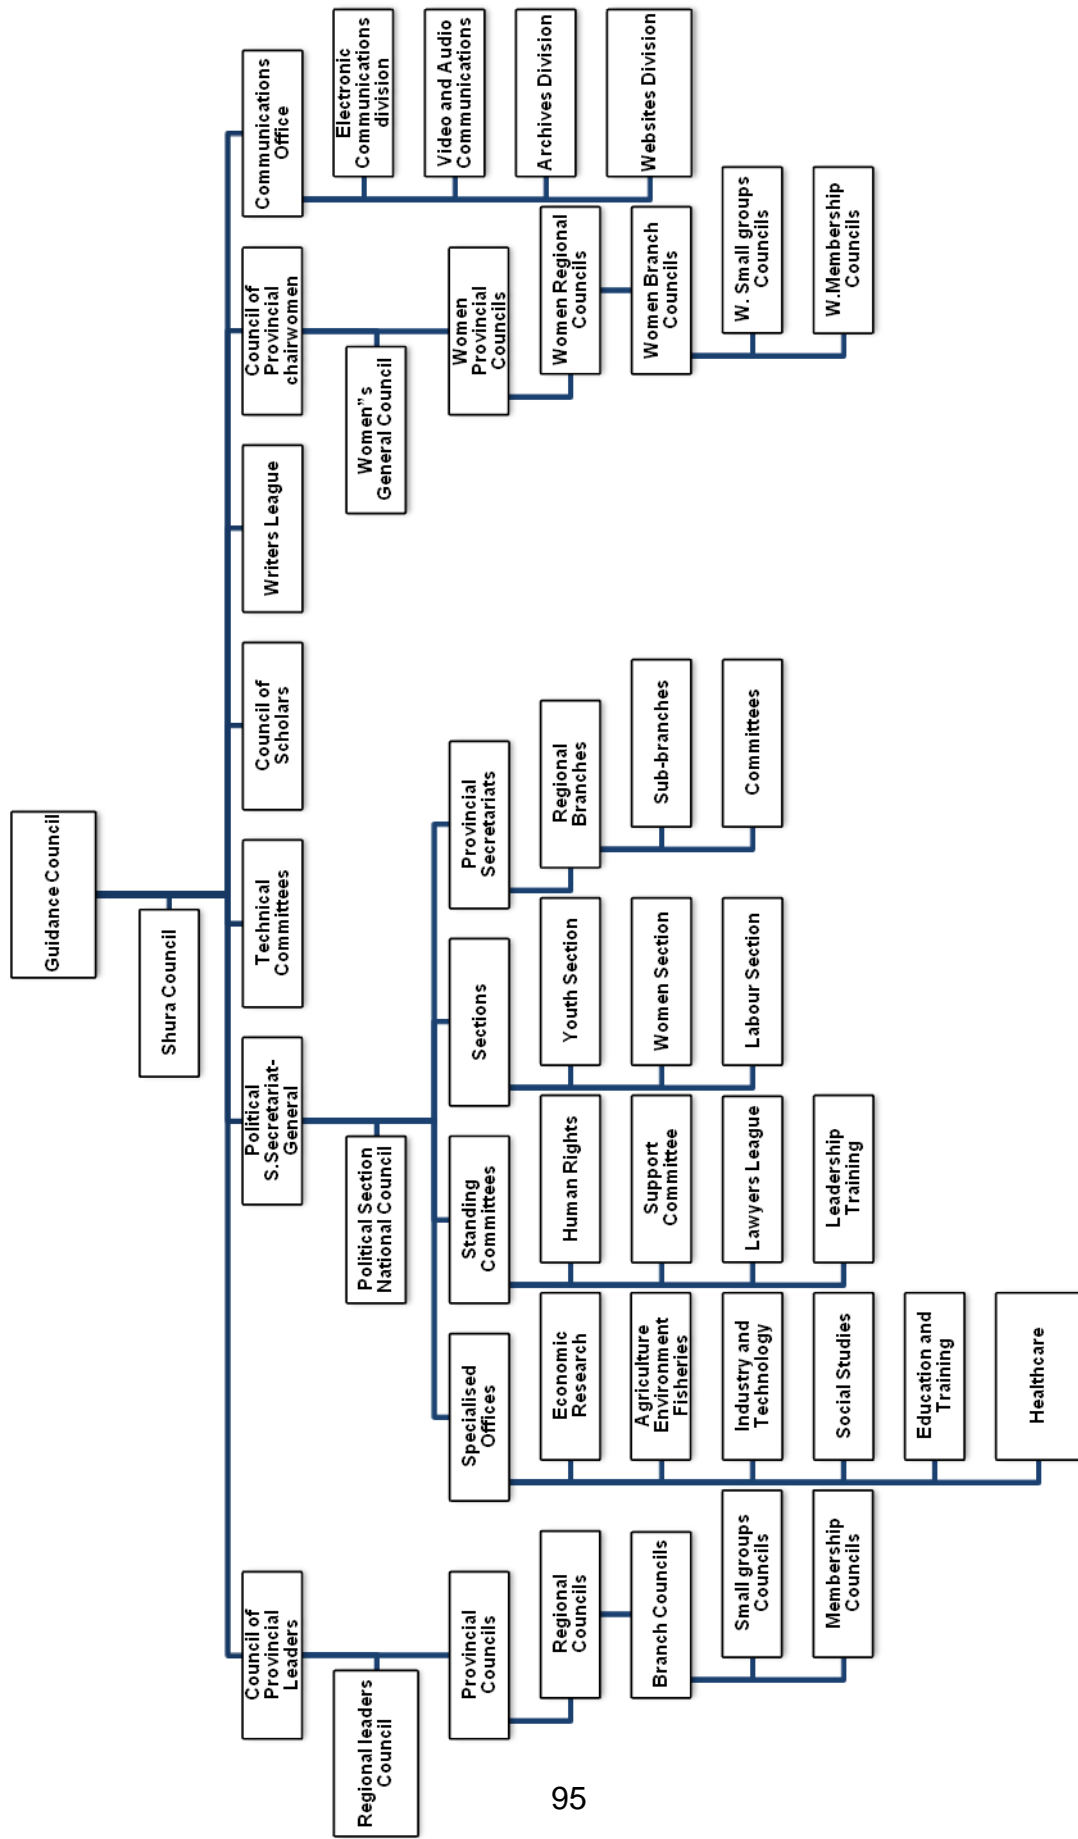 Guidance Council
Shura Council
Council of
Provincial
Leaders
Political
S.Secretariat-
General
Technical
Committees
Council of
Scholars
Writers League
Council of
Provincial
chairwomen
Communications
Office
Regional leaders
Council
Provincial
Councils
Regional
Councils
Branch Councils
Small groups
Councils
Membership
Councils
Political Section
National Council
Specialised
Offices
Economic
Research
Agriculture
Environment
Fisheries
Industry and
Technology
Social Studies
Education and
Training
Healthcare
Standing
Committees
Human Rights
Support
Committee
Lawyers League
Leadership
Training
Sections
Youth Section
Women Section
Labour Section
Provincial
Secretariats
Regional
Branches
Sub-branches
Committees
Women"s
General Council
Women
Provincial
Councils
Women Regional
Councils
Women Branch
Councils
W. Small groups
Councils
W.Membership
Councils
Electronic
Communications
division
Video and Audio
Communications
Archives Division
Websites Division
95